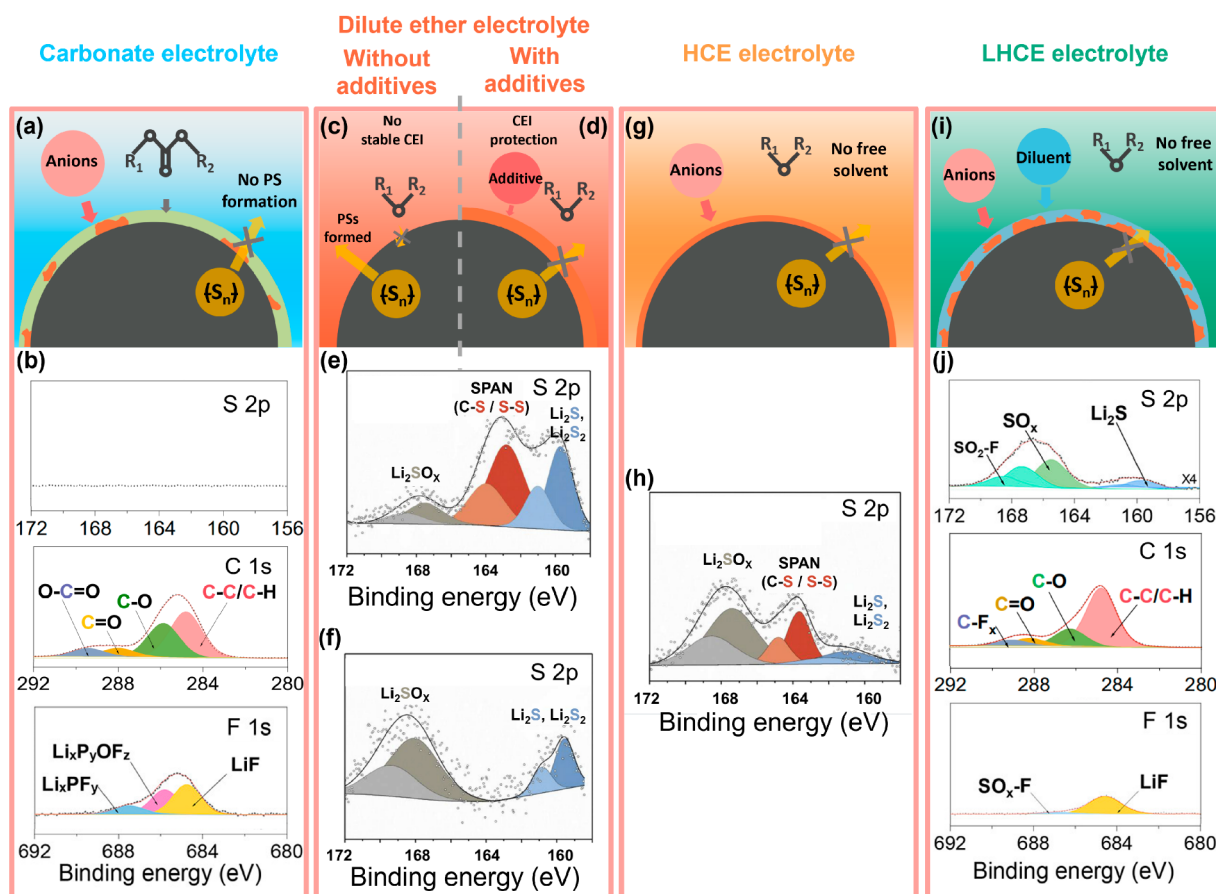 Carbonate electrolyte
Dilute ether electrolyte
Without additives
With additives
HCE electrolyte
LHCE electrolyte
(a)
Anions
R1 R2
No PS formation
(Sn)
(b)
S 2p
172 168 164 160 156
C 1s
O-C=O
C=O
C-O
C-C/C-H
292 288 284 280
F 1s
LixPyOFz
LixPFy
LiF
692 688 684 680
Binding energy (eV)
(c)
No stable CEI
R1 R2
PSs formed
(Sn)
(d)
CEI protection
Additive
R1 R2
(Sn)
(e)
S 2p
SPAN
(C-S / S-S)
Li2S,
Li2S2
Li2SOx
172 168 164 160
Binding energy (eV)
(f)
S 2p
Li2SOx
Li2S, Li2S2
172 168 164 160
Binding energy (eV)
(g)
Anions
R1 R2
No free solvent
(Sn)
(h)
S 2p
Li2SOx
SPAN
(C-S / S-S)
Li2S,
Li2S2
172 168 164 160
Binding energy (eV)
(i)
Anions
Diluent
R1 R2
No free solvent
(Sn)
(j)
S 2p
SO2-F
SOx
Li2S
X4
172 168 164 160 156
C 1s
C-Fx
C=O
C-O
C-C/C-H
292 288 284 280
F 1s
SOx-F
LiF
692 688 684 680
Binding energy (eV)